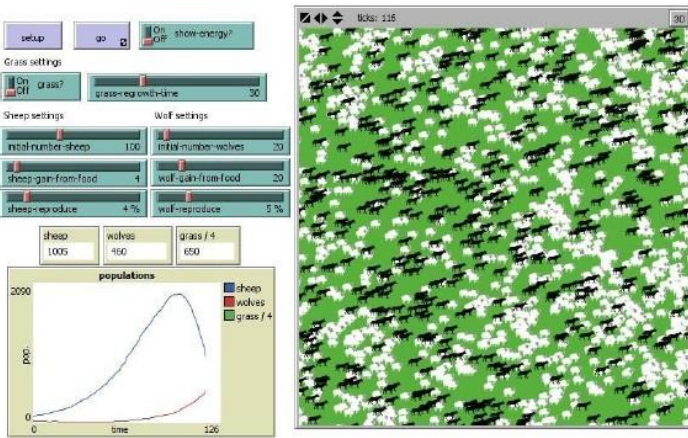 setup
go
On
Off
show-energy?
Grass settings
On
Off
grass?
grass-regrowth-time 30
Sheep settings
Wolf settings
initial-number-sheep 100
initial-number-wolves 20
sheep-gain-from-food 4
wolf-gain-from-food 20
sheep-reproduce 4 %
wolf-reproduce 5 %
sheep
1005
wolves
460
grass / 4
650
populations
2090
pop.
0
0
time
126
sheep
wolves
grass / 4
ticks: 115
3D